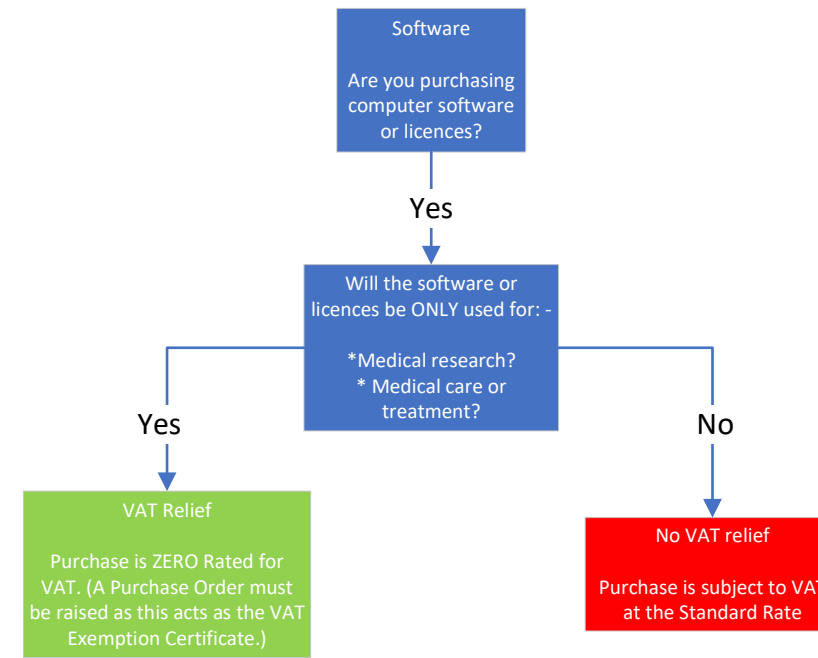 Software
Are you purchasing
computer software
or licences?
Yes
Will the software or
licences be ONLY used for: -
*Medical research?
* Medical care or
treatment?
Yes
No
VAT Relief
Purchase is ZERO Rated for
VAT. (A Purchase Order must
be raised as this acts as the VAT
Exemption Certificate.)
No VAT relief
Purchase is subject to VAT
at the Standard Rate